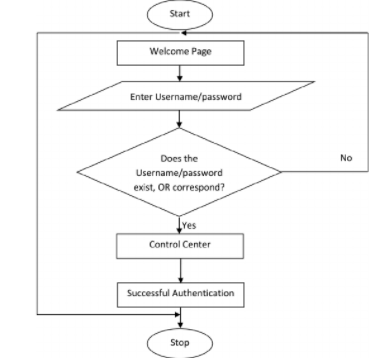 Start
Welcome Page
Enter Username/password
Does the
Username/password
exist, OR correspond?
No
Yes
Control Center
Successful Authentication
Stop